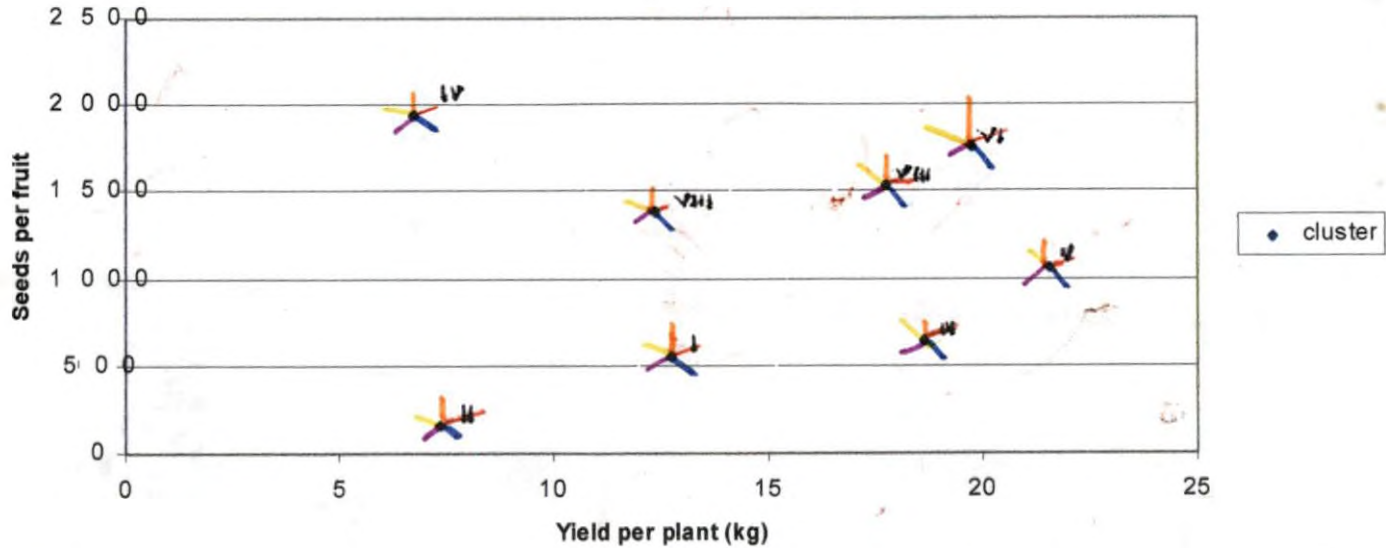 2 5 0 0
2 0 0 0
1 5 0 0
1 0 0 0
5 0 0
0
Seeds per fruit
IV
VIII
I
II
VI
III
0 5 10 15 20 25
Yield per plant (kg)
cluster